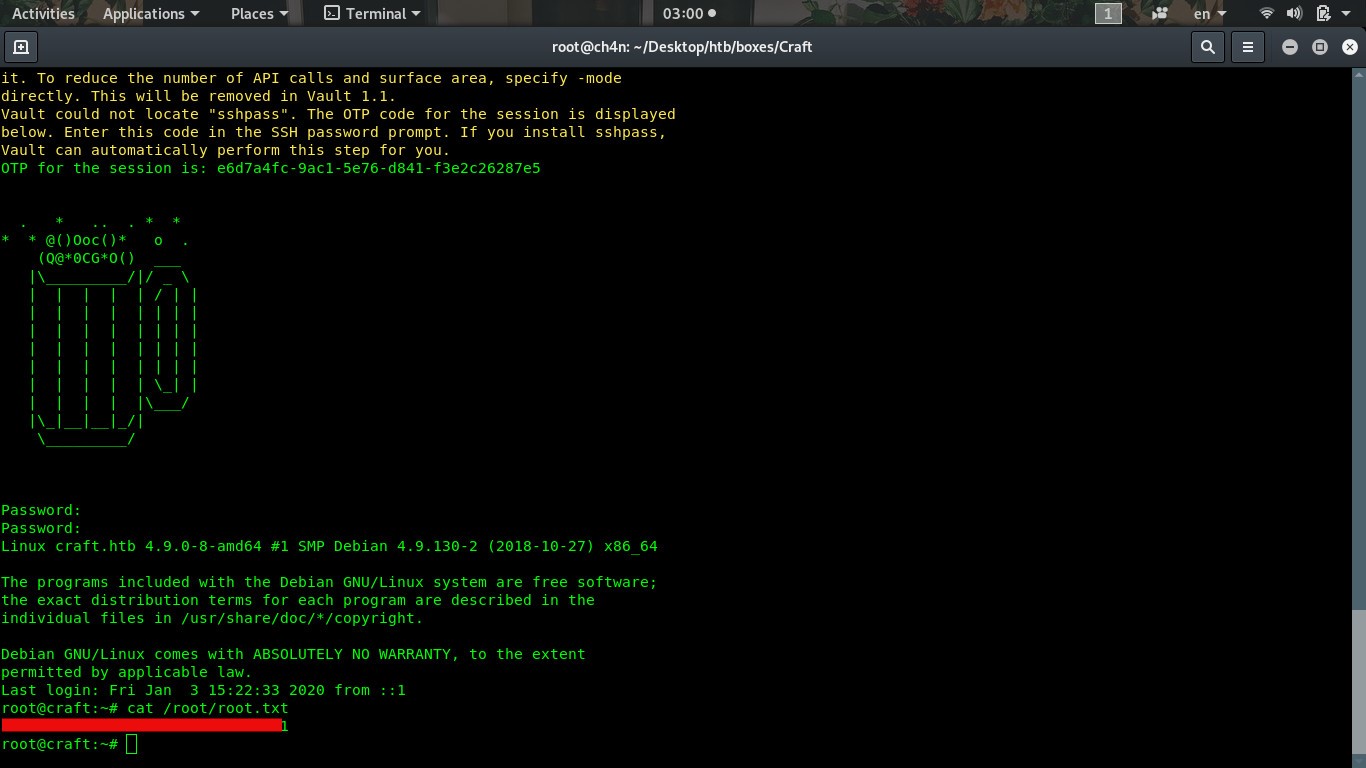 Activities Applications Places Terminal 03:00 1 en
root@ch4n: ~/Desktop/htb/boxes/Craft
it. To reduce the number of API calls and surface area, specify -mode
directly. This will be removed in Vault 1.1.
Vault could not locate "sshpass". The OTP code for the session is displayed
below. Enter this code in the SSH password prompt. If you install sshpass,
Vault can automatically perform this step for you.
OTP for the session is: e6d7a4fc-9ac1-5e76-d841-f3e2c26287e5
  .   *   ..  . *  *
*  * @()Ooc()*   o  .
    (Q@*0CG*O()  ___
   |\_________/|/ _ \
   |  |  |  |  | / | |
   |  |  |  |  | | | |
   |  |  |  |  | | | |
   |  |  |  |  | | | |
   |  |  |  |  | | | |
   |  |  |  |  | \_| |
   |  |  |  |  |\___/
   |\_|__|__|_/|
    \_________/
Password:
Password:
Linux craft.htb 4.9.0-8-amd64 #1 SMP Debian 4.9.130-2 (2018-10-27) x86_64
The programs included with the Debian GNU/Linux system are free software;
the exact distribution terms for each program are described in the
individual files in /usr/share/doc/*/copyright.
Debian GNU/Linux comes with ABSOLUTELY NO WARRANTY, to the extent
permitted by applicable law.
Last login: Fri Jan  3 15:22:33 2020 from ::1
root@craft:~# cat /root/root.txt
1
root@craft:~#